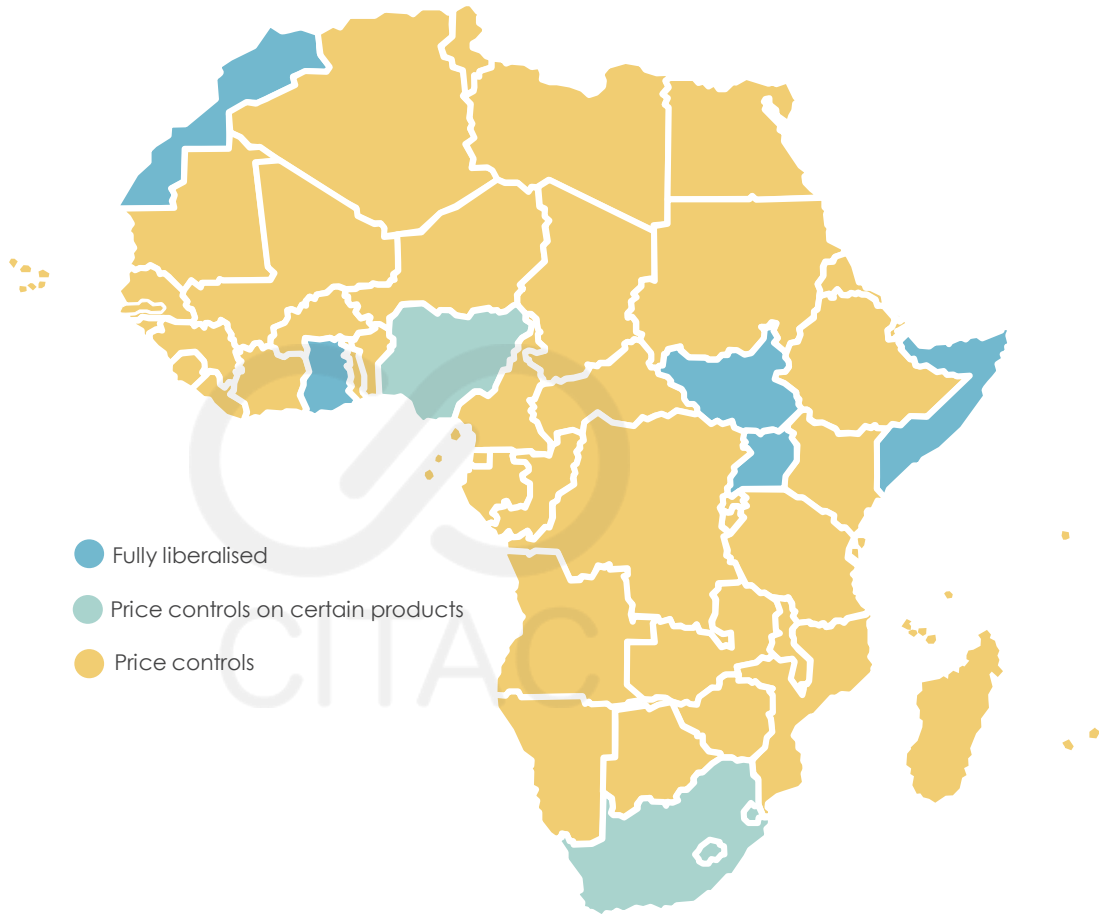 Fully liberalised
Price controls on certain products
Price controls
CITAC